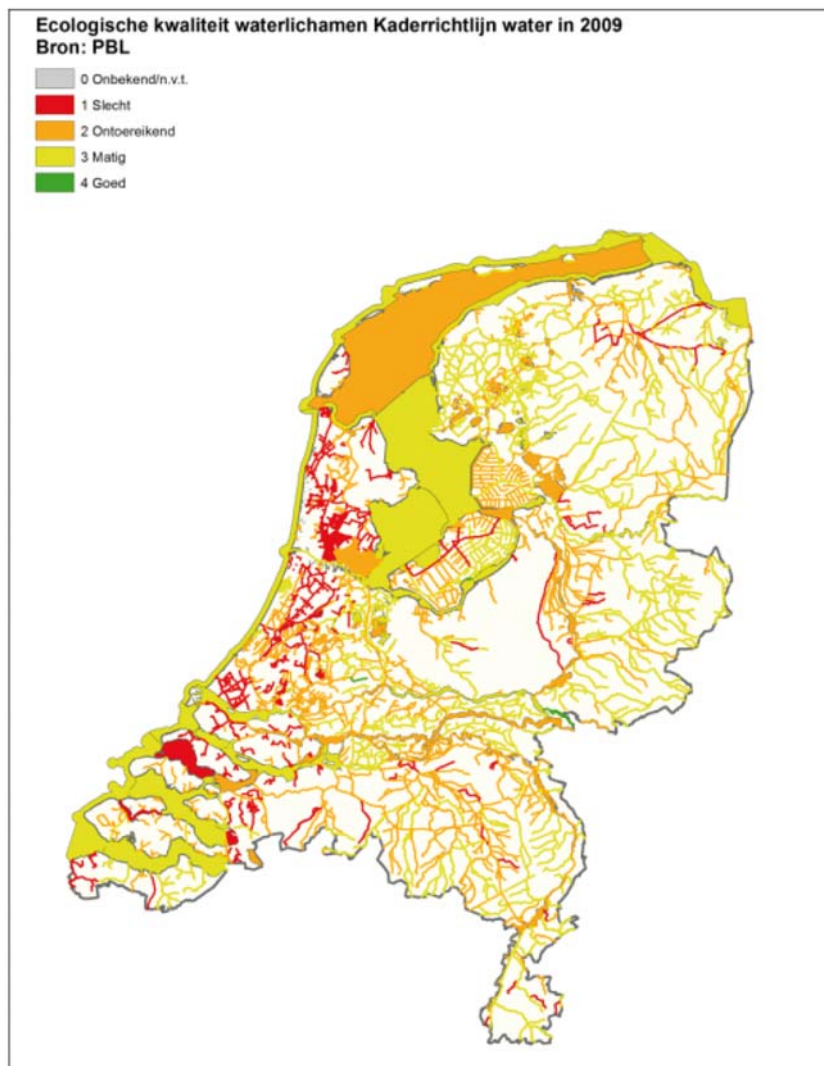 Ecologische kwaliteit waterlichamen Kaderrichtlijn water in 2009
Bron: PBL
0 Onbekend/n.v.t.
1 Slecht
2 Ontoereikend
3 Matig
4 Goed